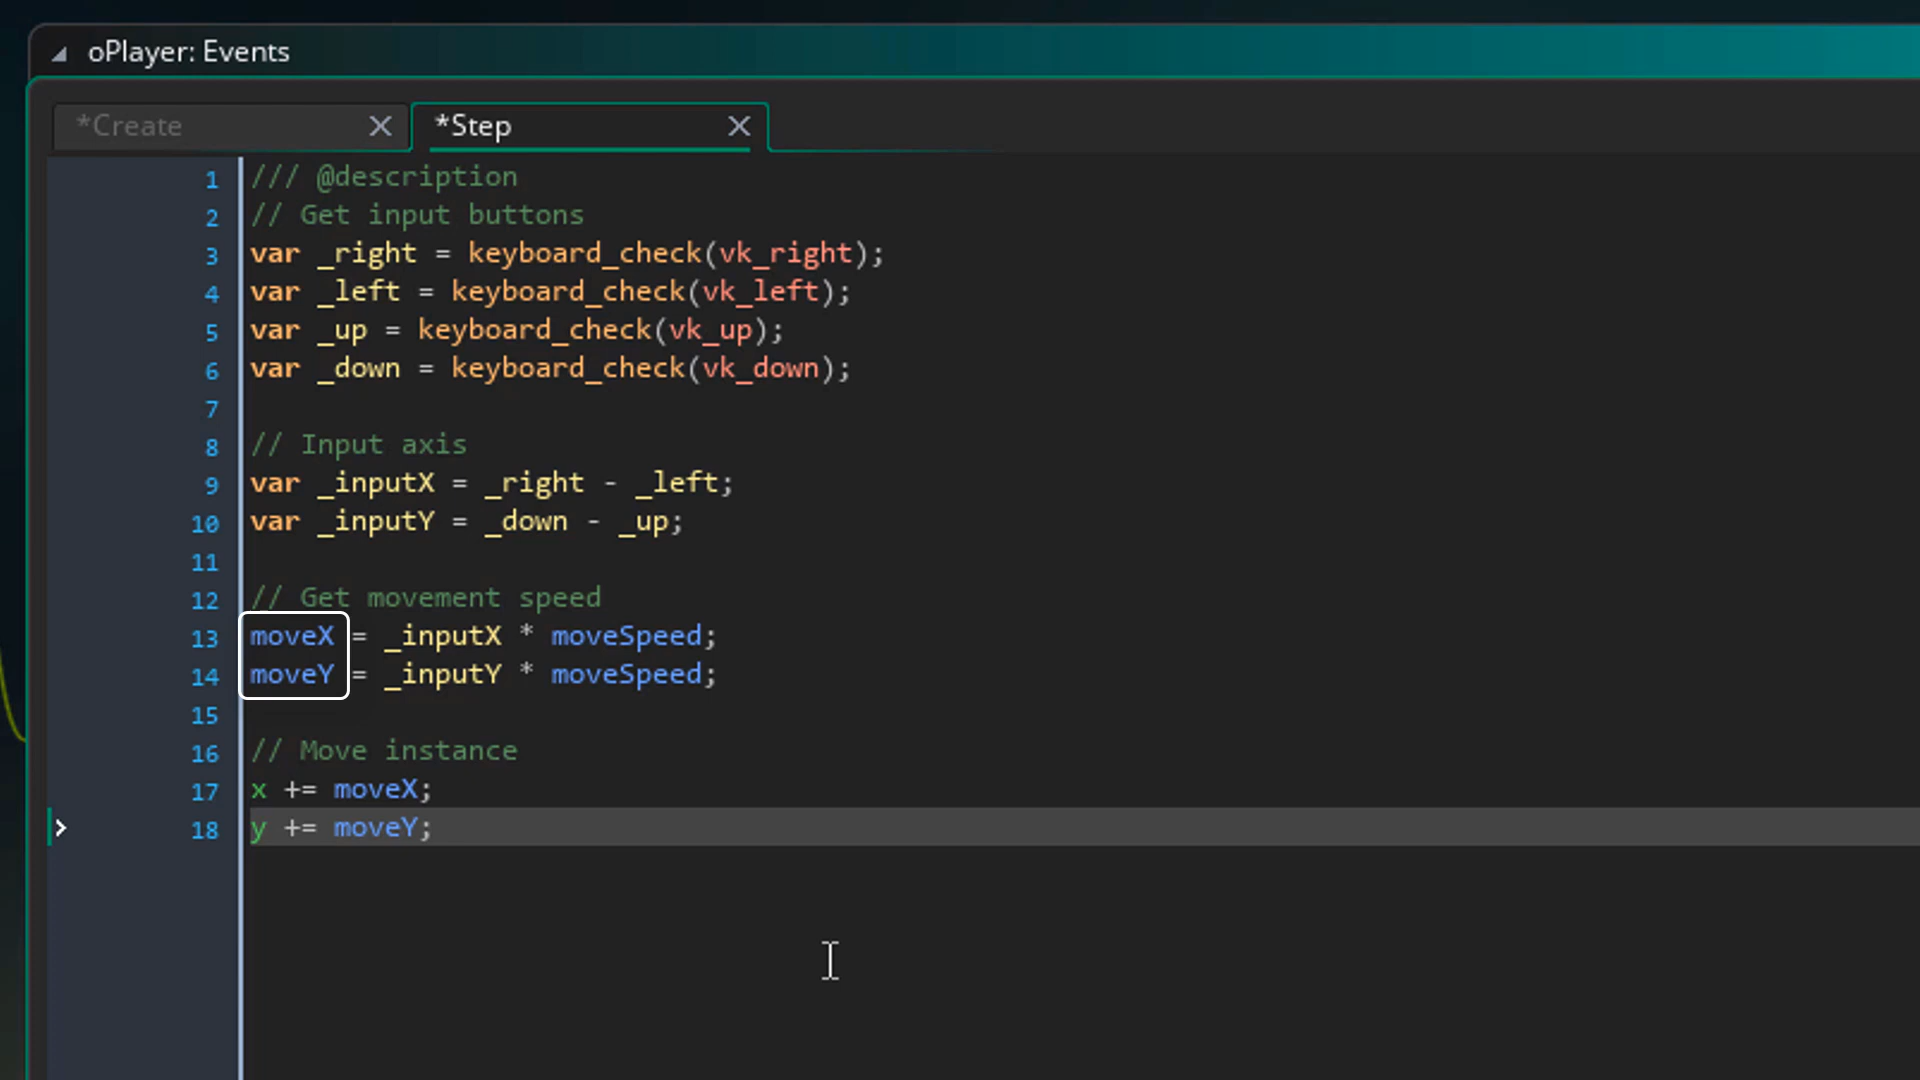 oPlayer: Events
*Create
*Step
1 /// @description
2 // Get input buttons
3 var _right = keyboard_check(vk_right);
4 var _left = keyboard_check(vk_left);
5 var _up = keyboard_check(vk_up);
6 var _down = keyboard_check(vk_down);
7
8 // Input axis
9 var _inputX = _right - _left;
10 var _inputY = _down - _up;
11
12 // Get movement speed
13 moveX = _inputX * moveSpeed;
14 moveY = _inputY * moveSpeed;
15
16 // Move instance
17 x += moveX;
18 y += moveY;